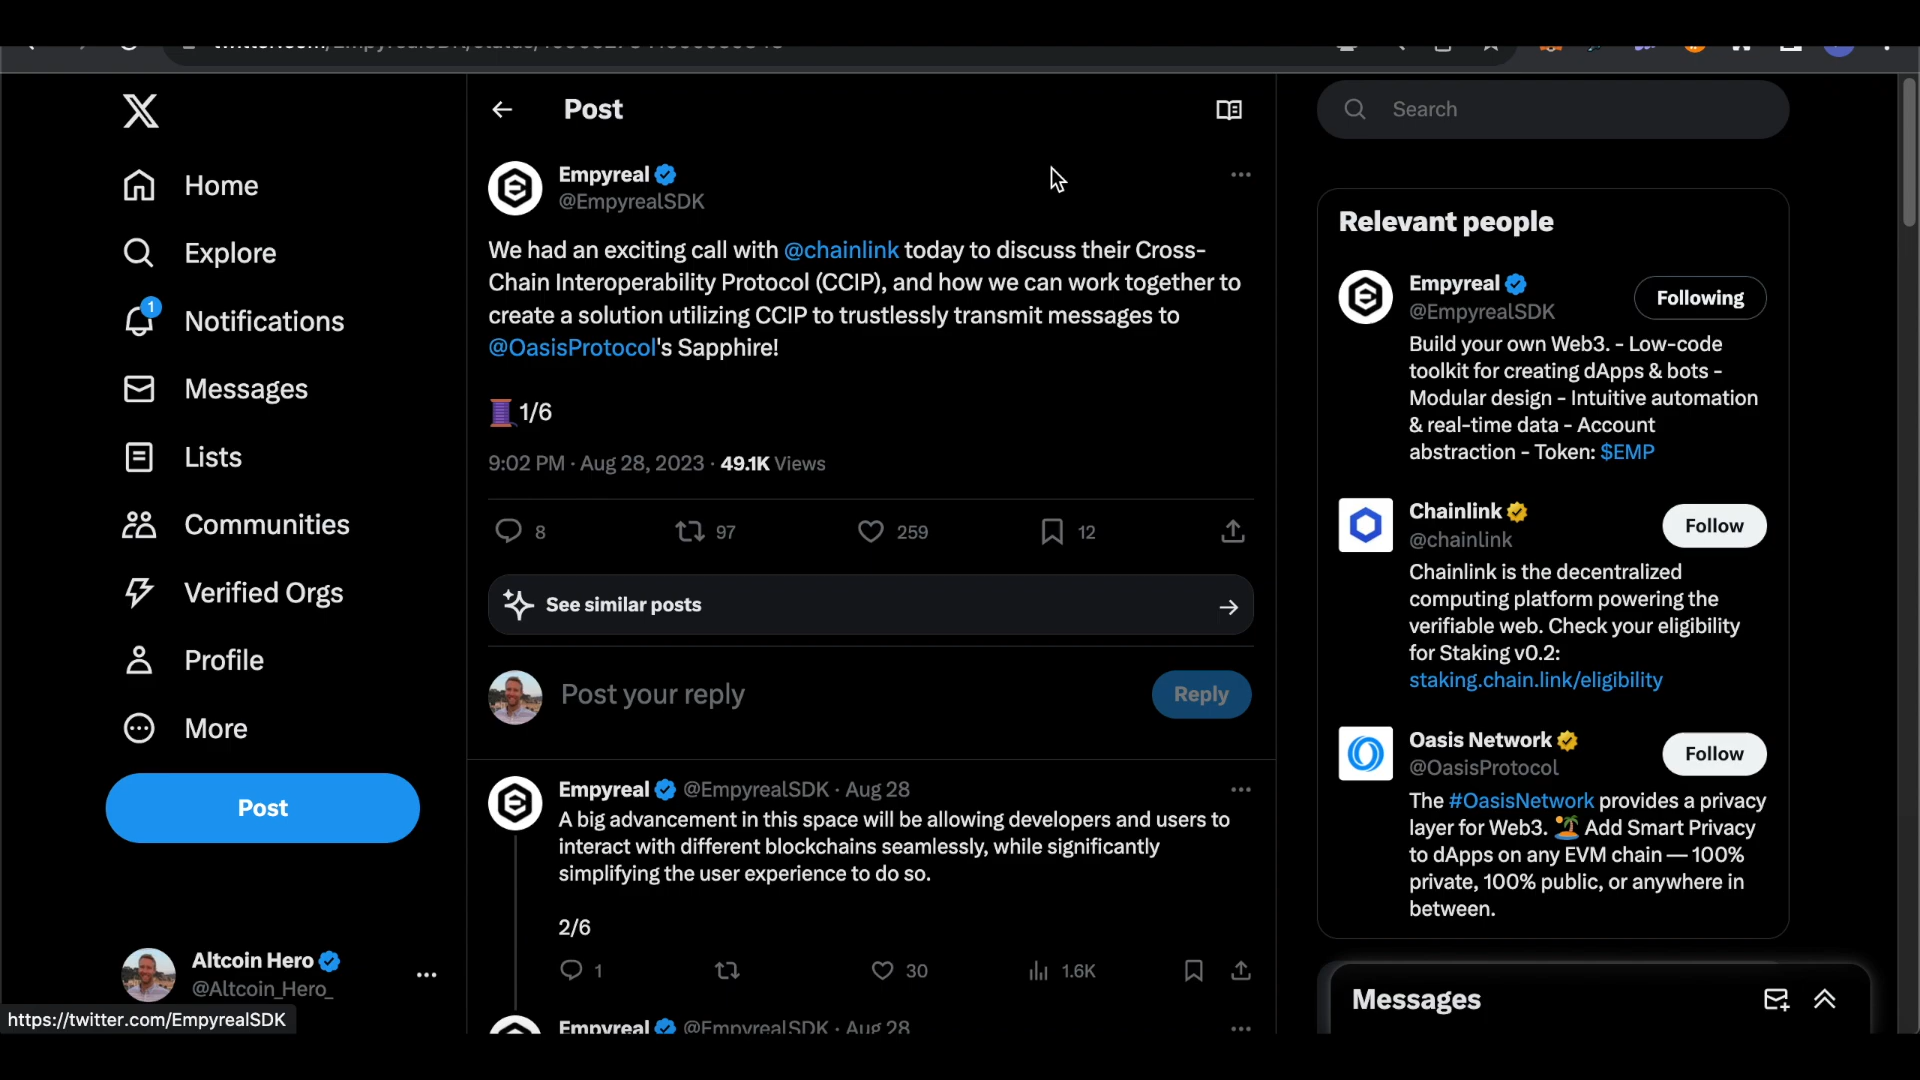 Post
Search
Home
Explore
1
Notifications
Messages
Lists
Communities
Verified Orgs
Profile
More
Post
Altcoin Hero
@Altcoin_Hero_
https://twitter.com/EmpyrealSDK
Empyreal
@EmpyrealSDK
We had an exciting call with @chainlink today to discuss their Cross-
Chain Interoperability Protocol (CCIP), and how we can work together to
create a solution utilizing CCIP to trustlessly transmit messages to
@OasisProtocol's Sapphire!
🧵1/6
9:02 PM · Aug 28, 2023 · 49.1K Views
8 97 259 12
See similar posts
Post your reply
Reply
Empyreal @EmpyrealSDK · Aug 28
A big advancement in this space will be allowing developers and users to
interact with different blockchains seamlessly, while significantly
simplifying the user experience to do so.
2/6
1 30 1.6K
Empyreal @EmpyrealSDK · Aug 28
Relevant people
Empyreal
@EmpyrealSDK
Following
Build your own Web3. - Low-code
toolkit for creating dApps & bots -
Modular design - Intuitive automation
& real-time data - Account
abstraction - Token: $EMP
Chainlink
@chainlink
Follow
Chainlink is the decentralized
computing platform powering the
verifiable web. Check your eligibility
for Staking v0.2:
staking.chain.link/eligibility
Oasis Network
@OasisProtocol
Follow
The #OasisNetwork provides a privacy
layer for Web3. 🏝️ Add Smart Privacy
to dApps on any EVM chain — 100%
private, 100% public, or anywhere in
between.
Messages